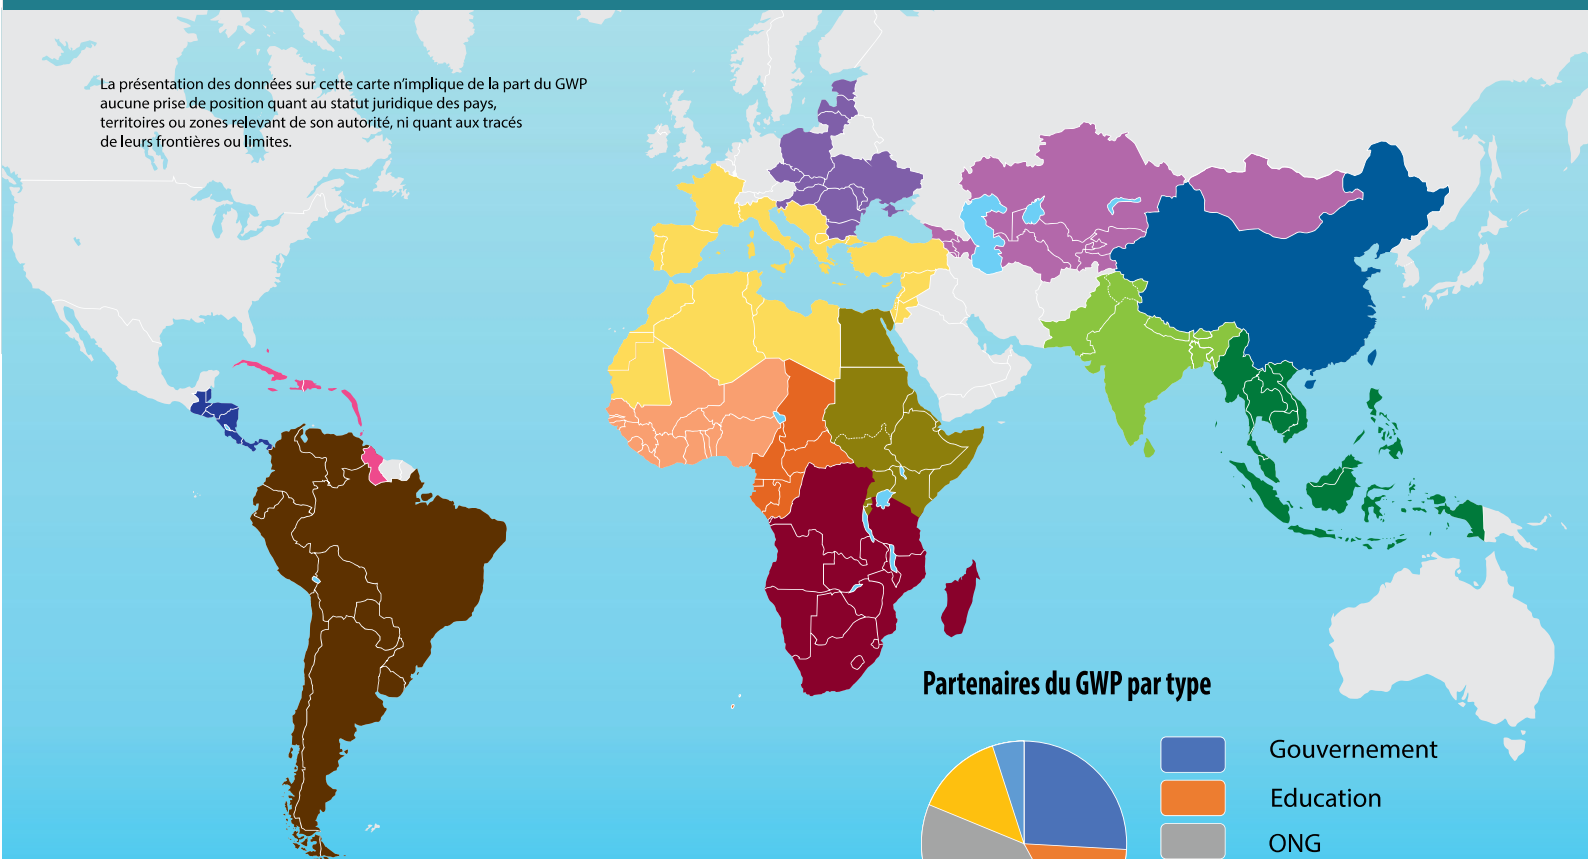 La présentation des données sur cette carte n'implique de la part du GWP
aucune prise de position quant au statut juridique des pays,
territoires ou zones relevant de son autorité, ni quant aux tracés
de leurs frontières ou limites.
Partenaires du GWP par type
Gouvernement
Education
ONG